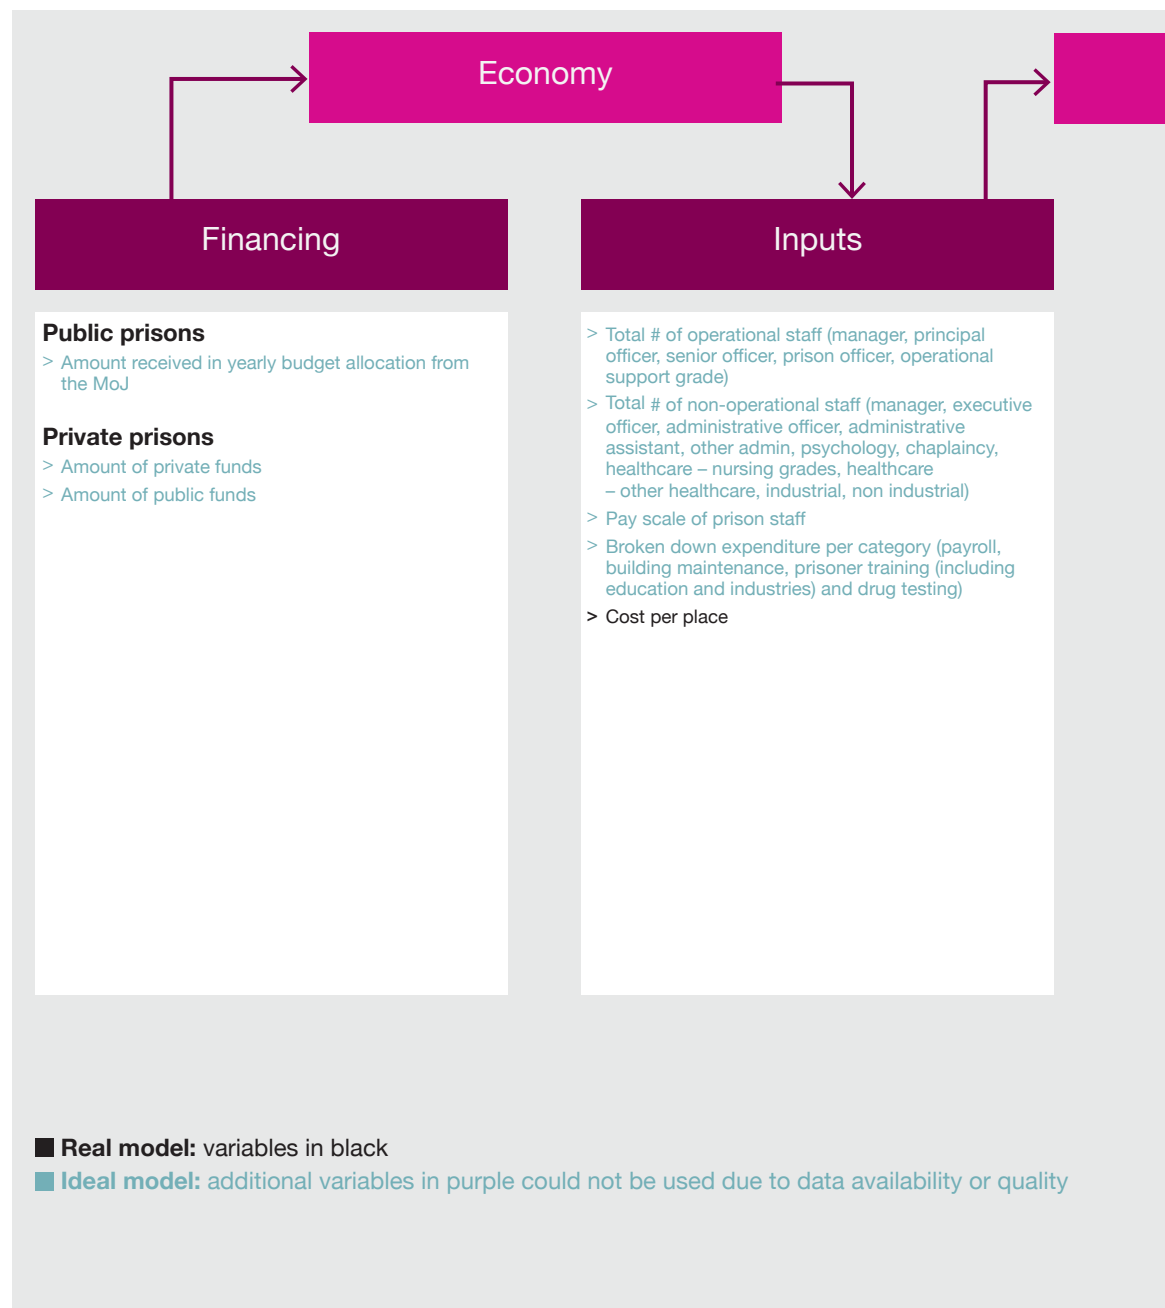 Economy
Financing
Inputs
Public prisons
> Amount received in yearly budget allocation from
the MoJ
Private prisons
> Amount of private funds
> Amount of public funds
> Total # of operational staff (manager, principal
officer, senior officer, prison officer, operational
support grade)
> Total # of non-operational staff (manager, executive
officer, administrative officer, administrative
assistant, other admin, psychology, chaplaincy,
healthcare – nursing grades, healthcare
– other healthcare, industrial, non industrial)
> Pay scale of prison staff
> Broken down expenditure per category (payroll,
building maintenance, prisoner training (including
education and industries) and drug testing)
> Cost per place
Real model: variables in black
Ideal model: additional variables in purple could not be used due to data availability or quality